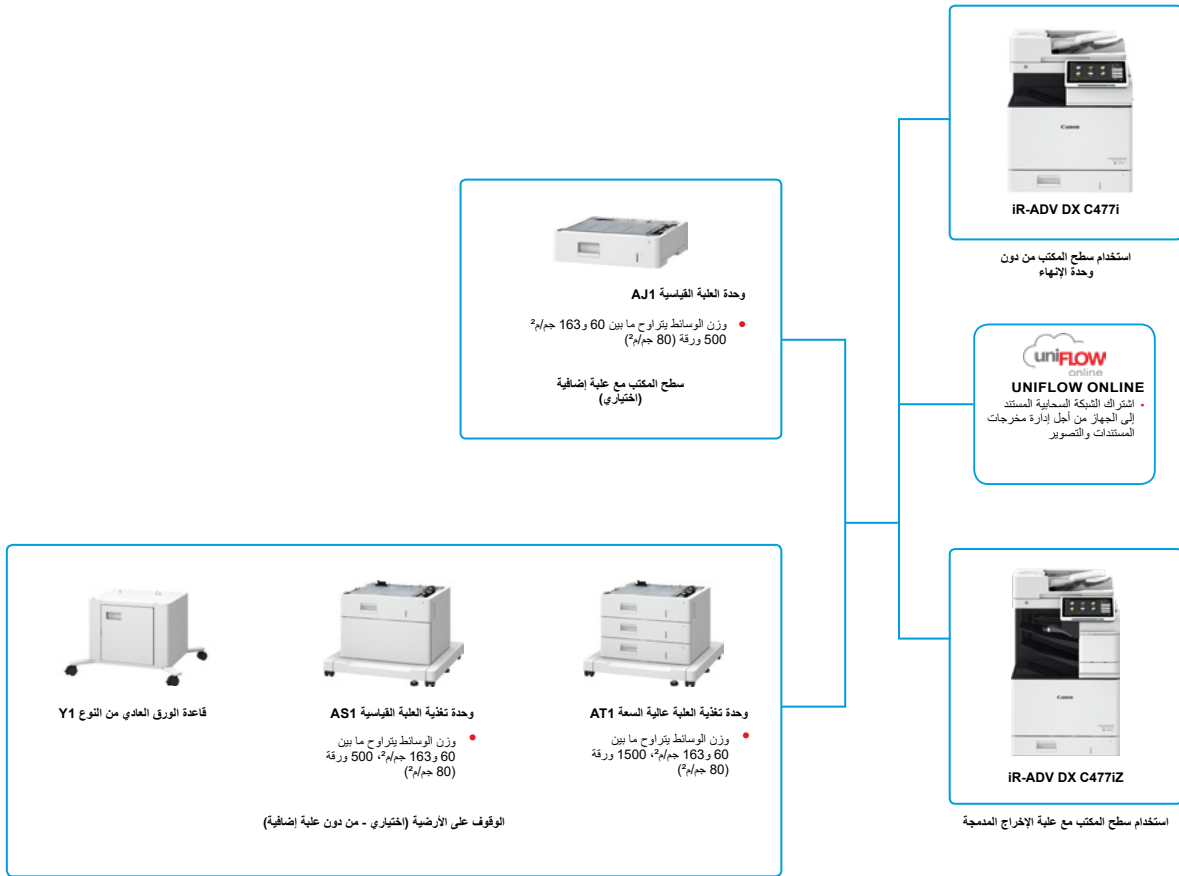 Canon
iR-ADV DX C477i
استخدام سطح المكتب من دون
وحدة الإنهاء
uniFLOW
online
UNIFLOW ONLINE
• اشتراك الشبكة السحابية المستند
إلى الجهاز من أجل إدارة مخرجات
المستندات والتصوير
Canon
iR-ADV DX C477iZ
استخدام سطح المكتب مع علبة الإخراج المدمجة
وحدة العلبة القياسية AJ1
• وزن الوسائط يتراوح ما بين 60 و163 جم/م²
500 ورقة (80 جم/م²)
سطح المكتب مع علبة إضافية
(اختياري)
وحدة تغذية العلبة عالية السعة AT1
• وزن الوسائط يتراوح ما بين
60 و163 جم/م²، 1500 ورقة
(80 جم/م²)
وحدة تغذية العلبة القياسية AS1
• وزن الوسائط يتراوح ما بين
60 و163 جم/م²، 500 ورقة
(80 جم/م²)
قاعدة الورق العادي من النوع Y1
الوقوف على الأرضية (اختياري - من دون علبة إضافية)